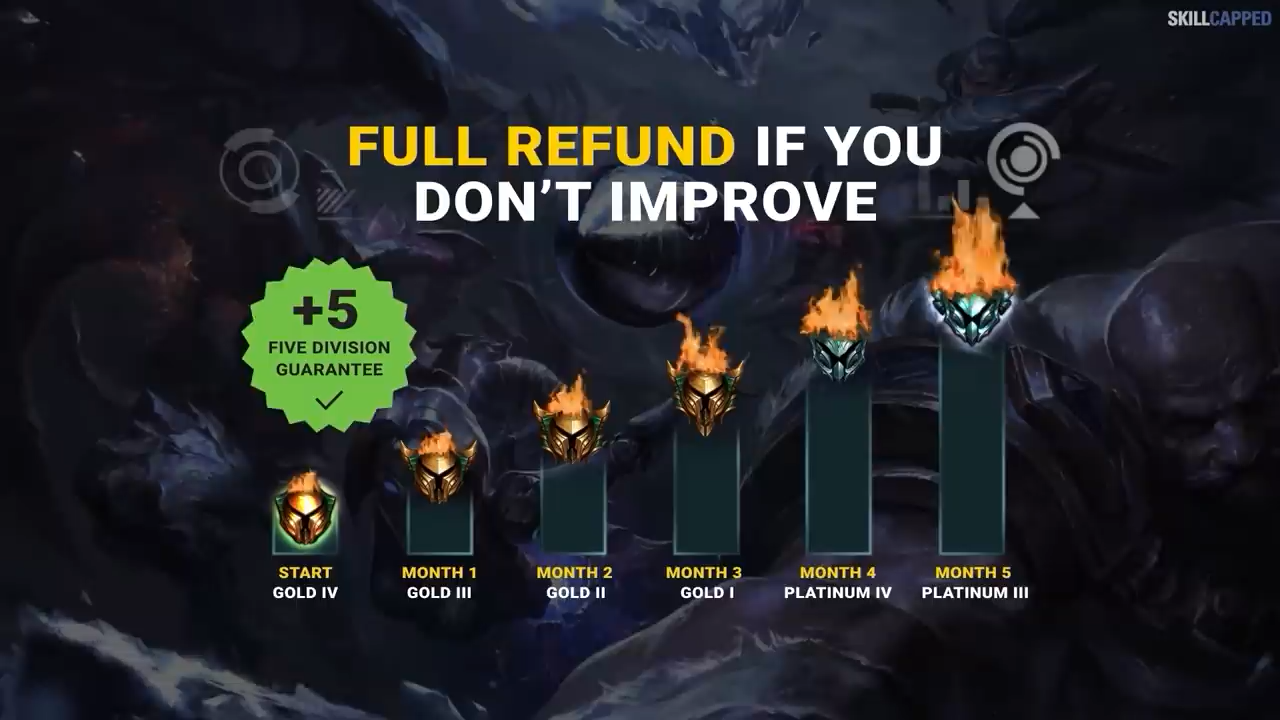 SKILLCAPPED
FULL REFUND IF YOU
DON’T IMPROVE
+5
FIVE DIVISION
GUARANTEE
START
GOLD IV
MONTH 1
GOLD III
MONTH 2
GOLD II
MONTH 3
GOLD I
MONTH 4
PLATINUM IV
MONTH 5
PLATINUM III